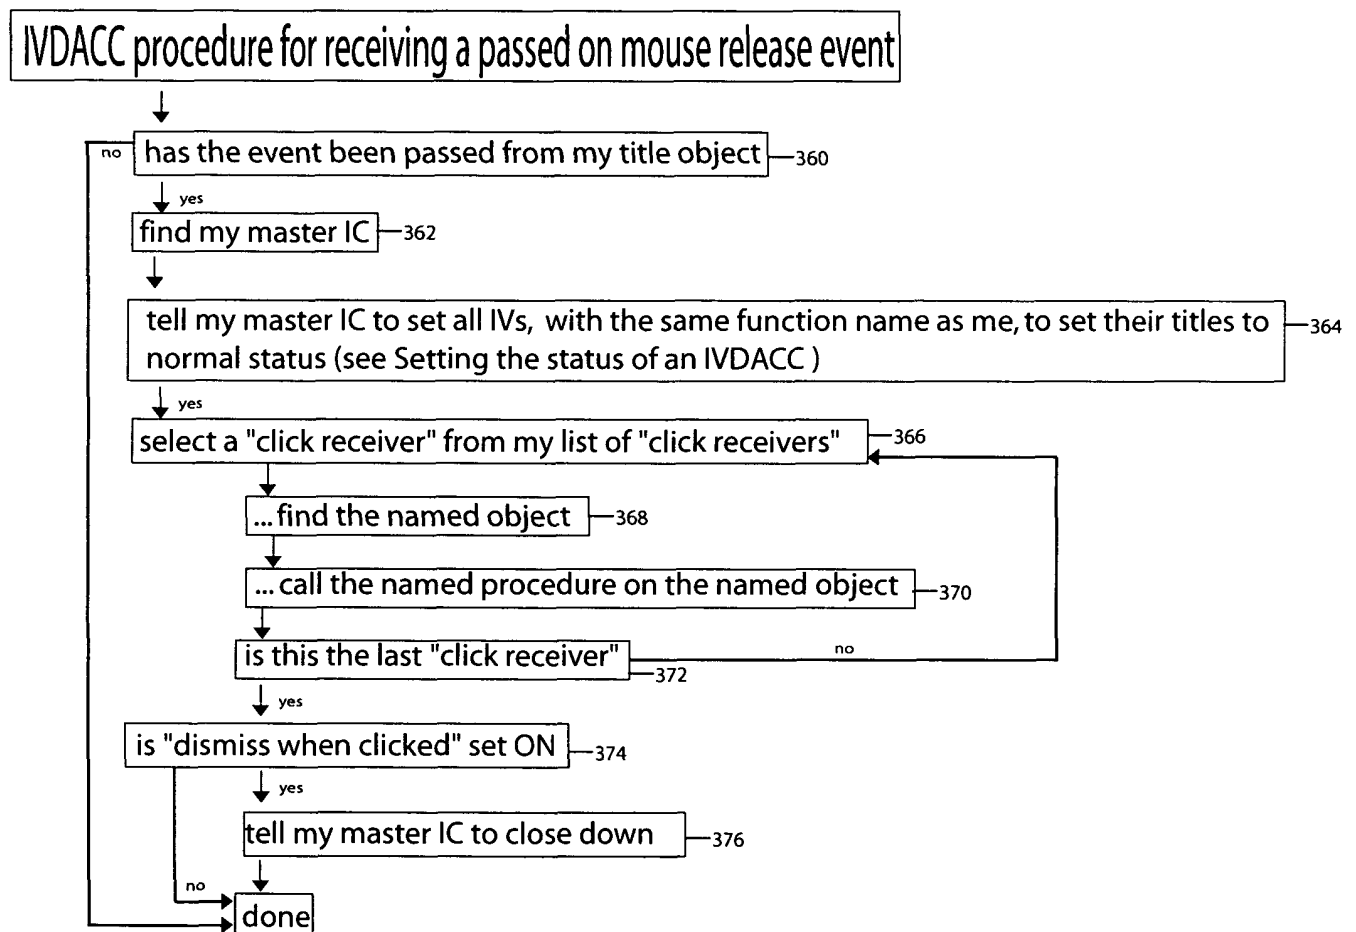 IVDACC procedure for receiving a passed on mouse release event
no
has the event been passed from my title object
360
yes
find my master IC
362
tell my master IC to set all IVs, with the same function name as me, to set their titles to
normal status (see Setting the status of an IVDACC )
364
yes
select a "click receiver" from my list of "click receivers"
366
... find the named object
368
... call the named procedure on the named object
370
is this the last "click receiver"
no
372
yes
is "dismiss when clicked" set ON
374
yes
tell my master IC to close down
376
no
done